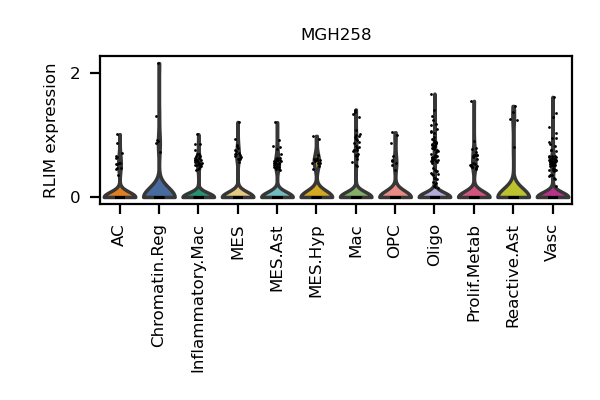 MGH258
RLIM expression
2
0
AC
Chromatin.Reg
Inflammatory.Mac
MES
MES.Ast
MES.Hyp
Mac
OPC
Oligo
Prolif.Metab
Reactive.Ast
Vasc